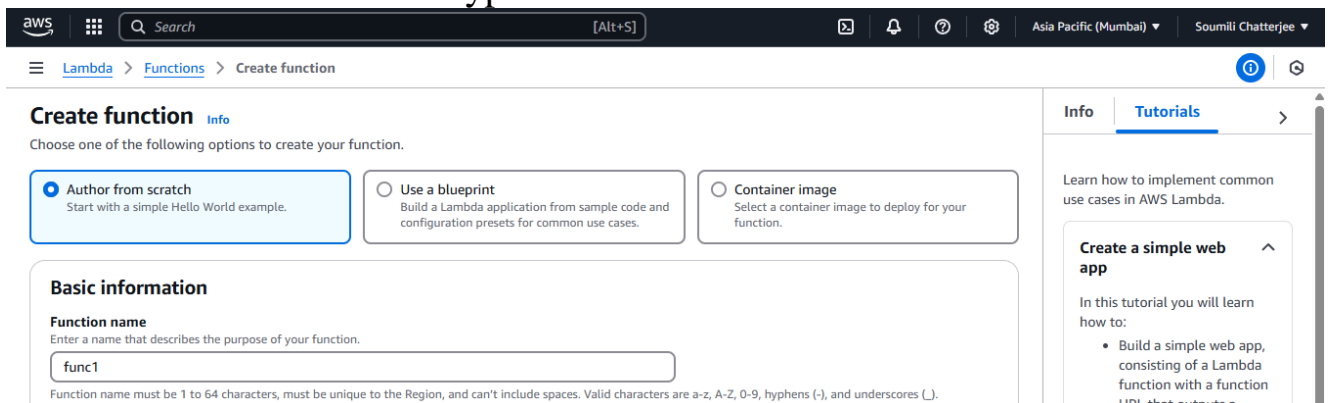 aws Search [Alt+S] Asia Pacific (Mumbai) ▼ Soumili Chatterjee ▼
Lambda > Functions > Create function
Create function Info
Choose one of the following options to create your function.
Author from scratch
Start with a simple Hello World example.
Use a blueprint
Build a Lambda application from sample code and
configuration presets for common use cases.
Container image
Select a container image to deploy for your
function.
Basic information
Function name
Enter a name that describes the purpose of your function.
func1
Function name must be 1 to 64 characters, must be unique to the Region, and can't include spaces. Valid characters are a-z, A-Z, 0-9, hyphens (-), and underscores (_).
Info Tutorials
Learn how to implement common
use cases in AWS Lambda.
Create a simple web
app
In this tutorial you will learn
how to:
• Build a simple web app,
consisting of a Lambda
function with a function